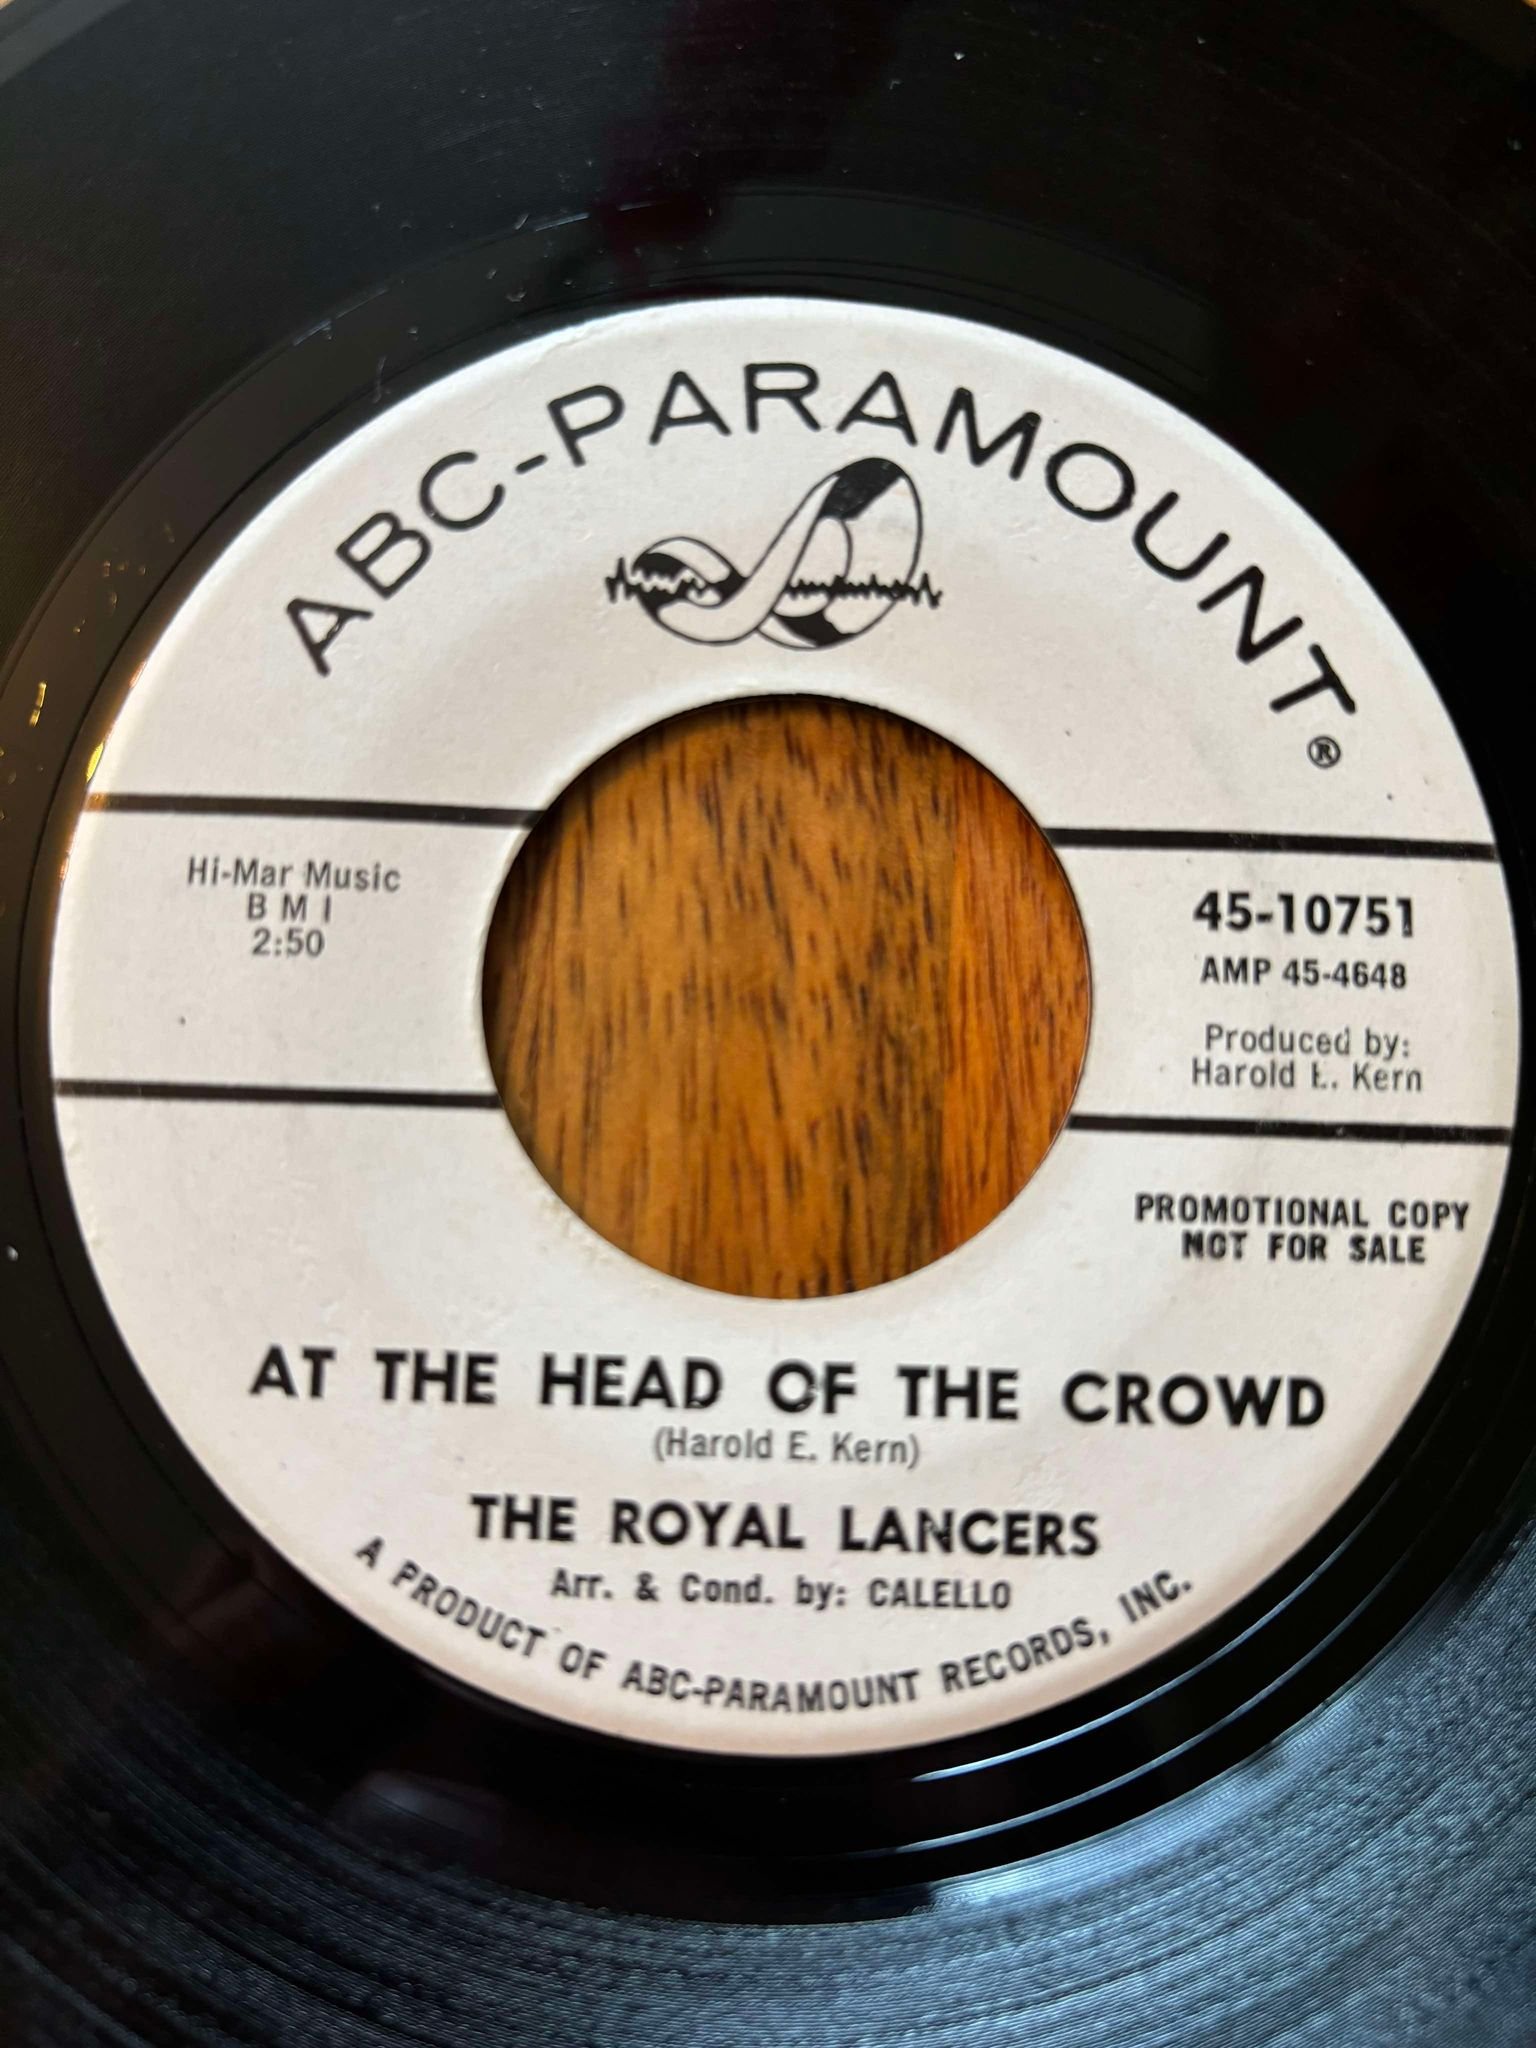 ABC-PARAMOUNT®
Hi-Mar Music
B M I
2:50
45-10751
AMP 45-4648
Produced by:
Harold E. Kern
PROMOTIONAL COPY
NOT FOR SALE
AT THE HEAD OF THE CROWD
(Harold E. Kern)
THE ROYAL LANCERS
Arr. & Cond. by: CALELLO
A PRODUCT OF ABC-PARAMOUNT RECORDS, INC.